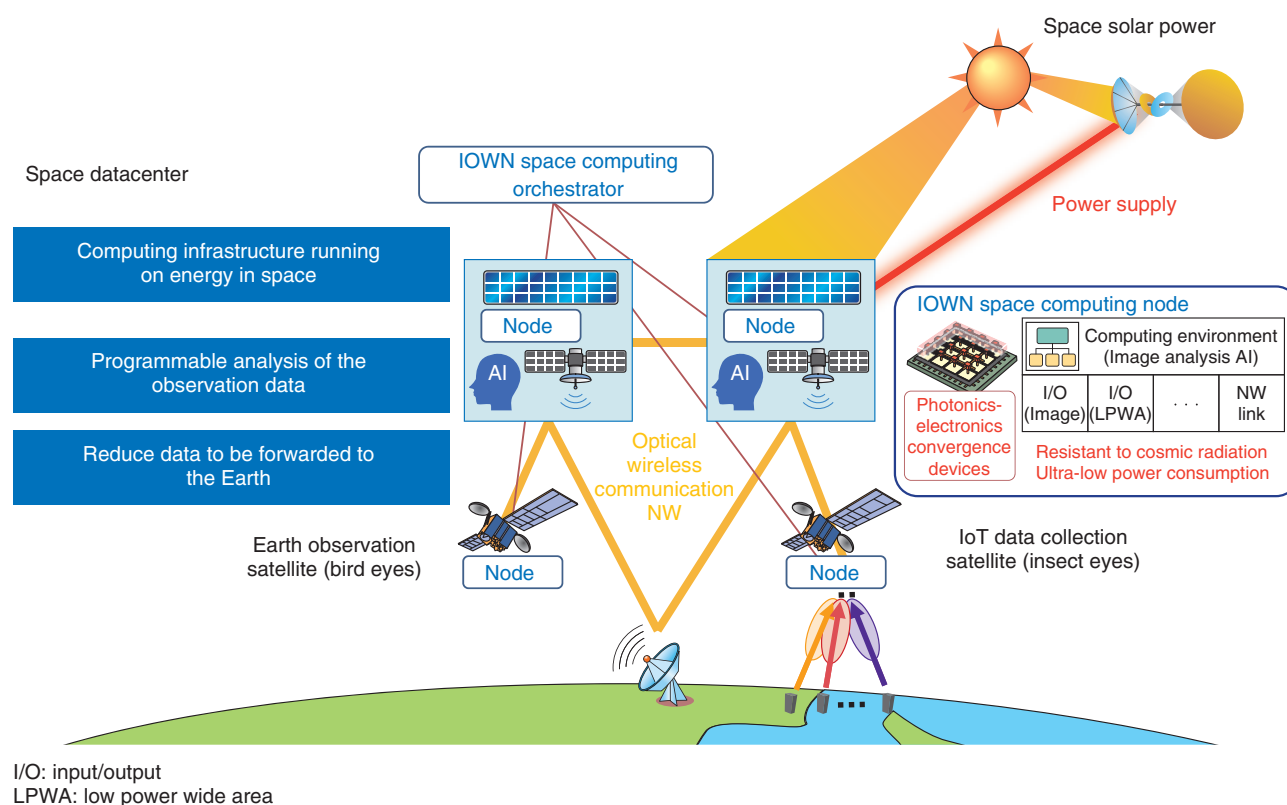 Space solar power
IOWN space computing
orchestrator
Space datacenter
Power supply
Computing infrastructure running
on energy in space
Programmable analysis of the
observation data
Reduce data to be forwarded to
the Earth
Node
AI
Node
AI
IOWN space computing node
Computing environment
(Image analysis AI)
I/O
(Image)
I/O
(LPWA)
. . .
NW
link
Photonics-
electronics
convergence
devices
Resistant to cosmic radiation
Ultra-low power consumption
Optical
wireless
communication
NW
Earth observation
satellite (bird eyes)
Node
Node
IoT data collection
satellite (insect eyes)
I/O: input/output
LPWA: low power wide area